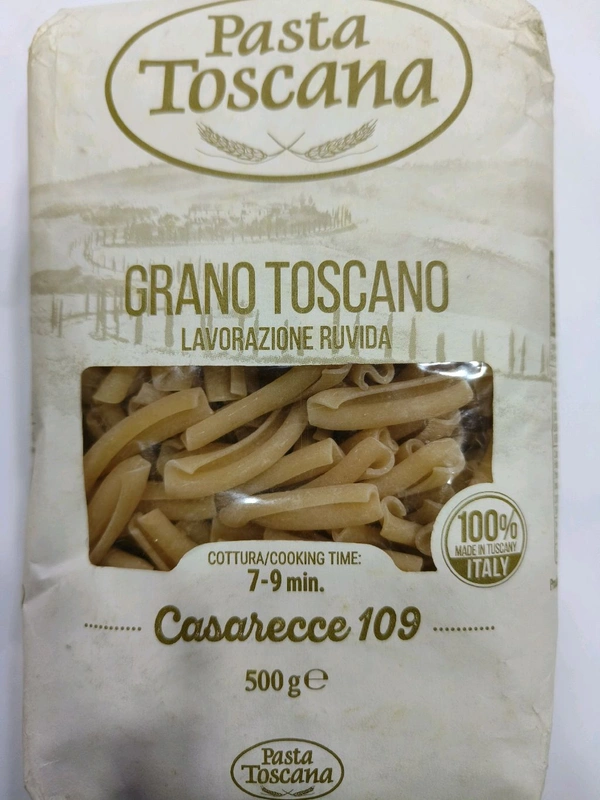 Pasta
Toscana
GRANO TOSCANO
LAVORAZIONE RUVIDA
100%
MADE IN TUSCANY
ITALY
COTTURA/COOKING TIME:
7-9 min.
Casarecce 109
500 g ℮
Pasta
Toscana